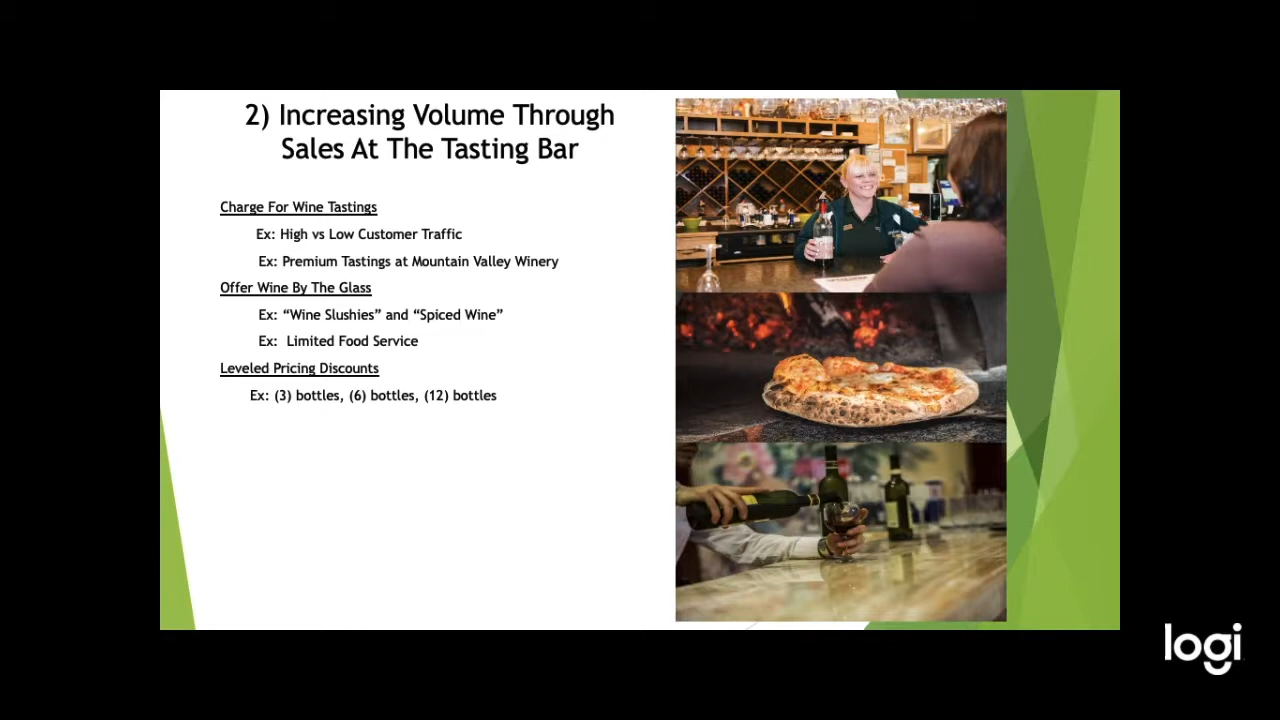 2) Increasing Volume Through
Sales At The Tasting Bar
Charge For Wine Tastings
Ex: High vs Low Customer Traffic
Ex: Premium Tastings at Mountain Valley Winery
Offer Wine By The Glass
Ex: “Wine Slushies” and “Spiced Wine”
Ex:  Limited Food Service
Leveled Pricing Discounts
Ex: (3) bottles, (6) bottles, (12) bottles
logi